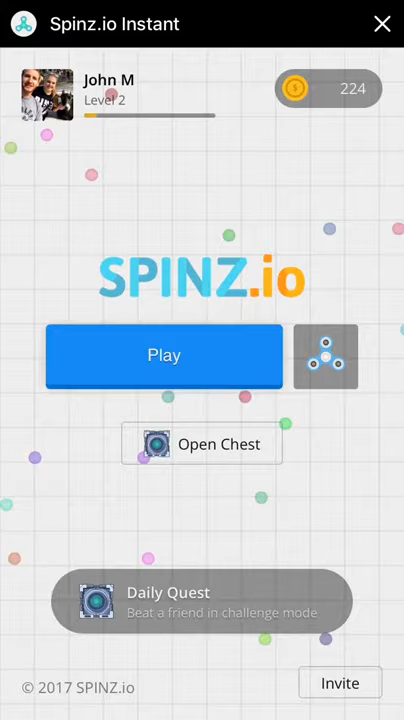 Spinz.io Instant
John M
Level 2
224
SPINZ.io
Play
Open Chest
Daily Quest
Beat a friend in challenge mode
© 2017 SPINZ.io
Invite